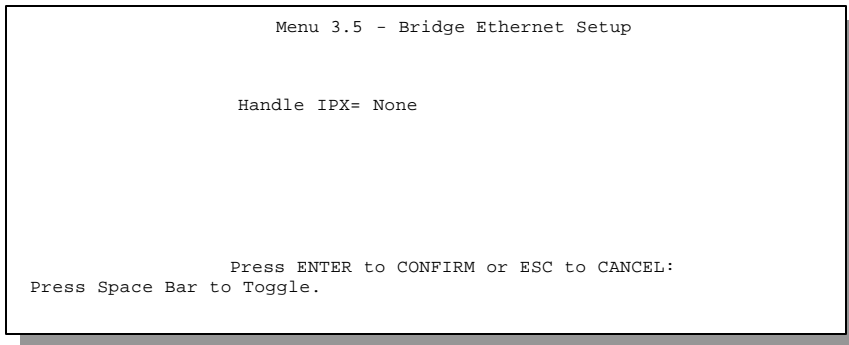 Menu 3.5 - Bridge Ethernet Setup
Handle IPX= None
Press ENTER to CONFIRM or ESC to CANCEL:
Press Space Bar to Toggle.